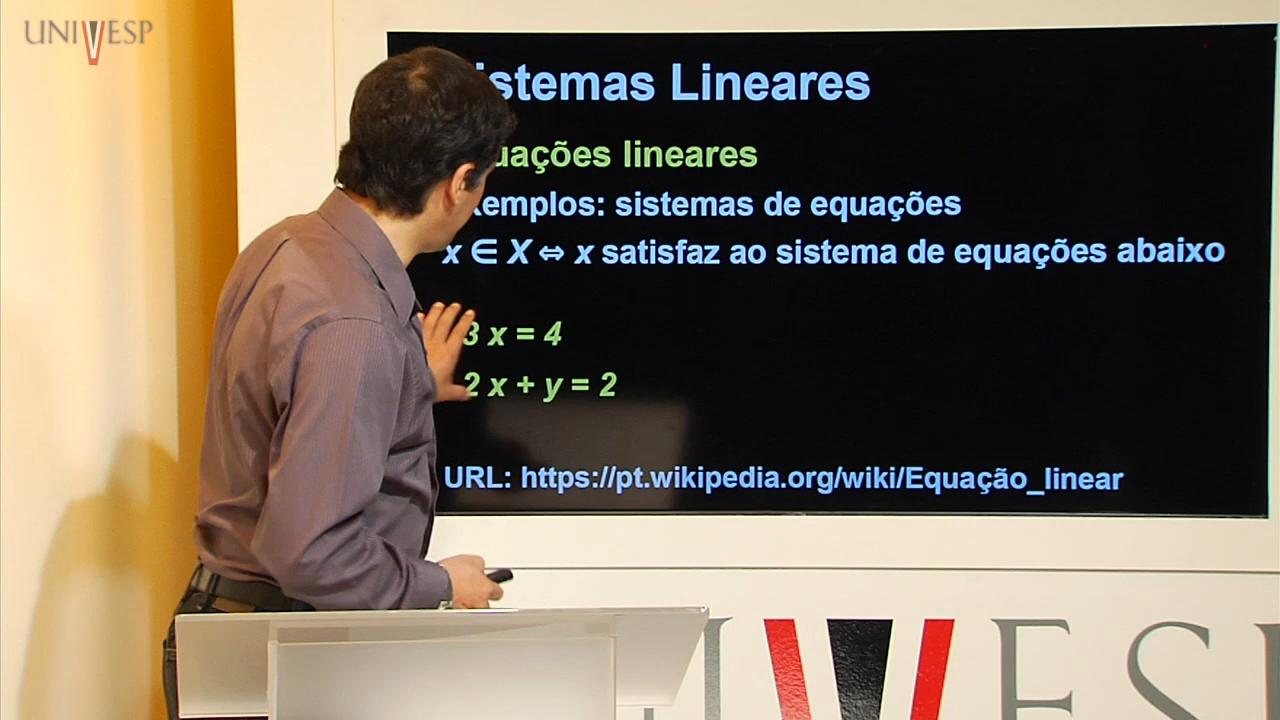 UNIVESP
istemas Lineares
uações lineares
emplos: sistemas de equações
x ∈ X ⇔ x satisfaz ao sistema de equações abaixo
3 x = 4
2 x + y = 2
URL: https://pt.wikipedia.org/wiki/Equação_linear
VES